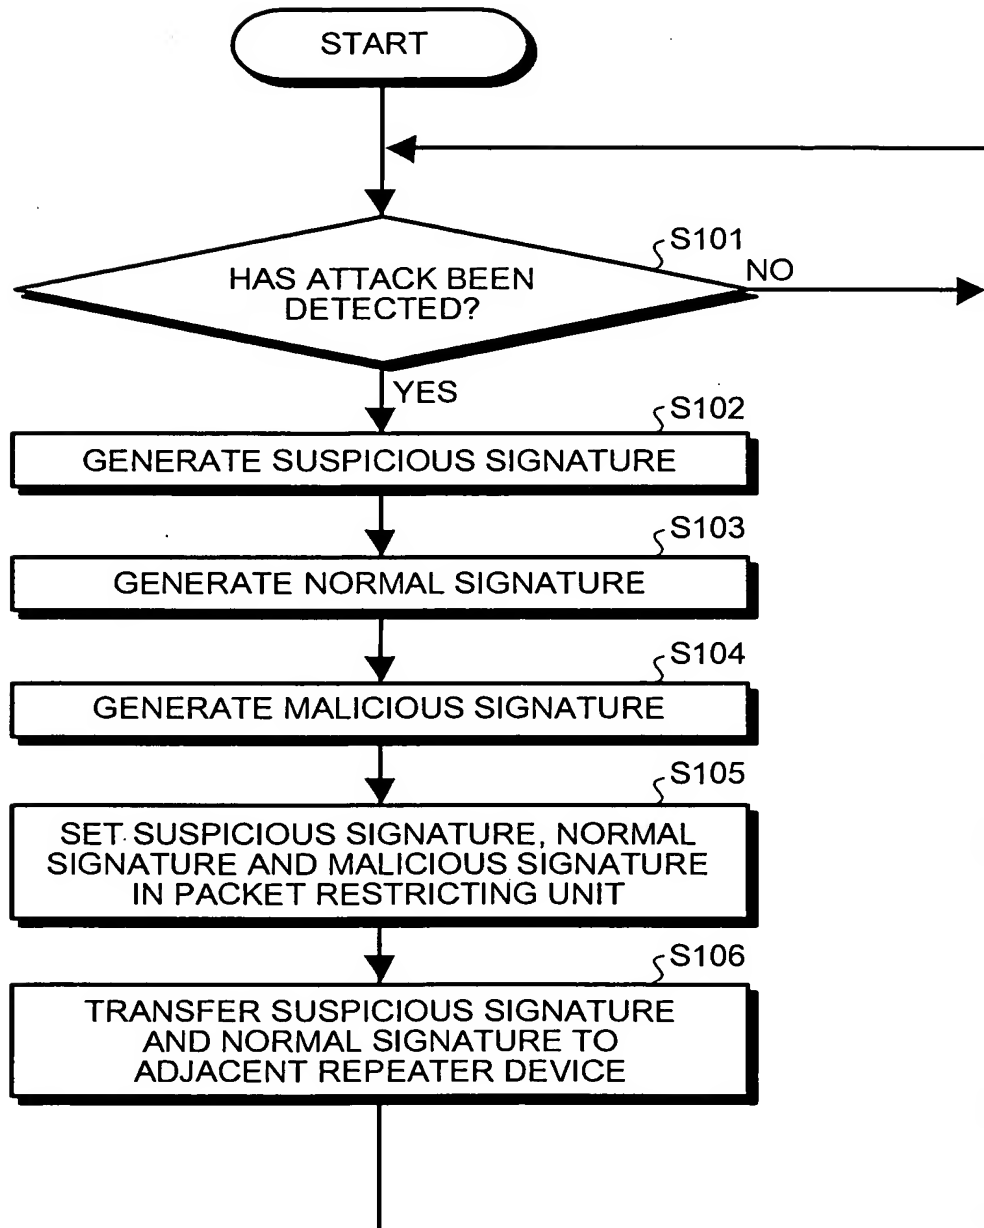 START
S101
HAS ATTACK BEEN
DETECTED?
NO
YES
S102
GENERATE SUSPICIOUS SIGNATURE
S103
GENERATE NORMAL SIGNATURE
S104
GENERATE MALICIOUS SIGNATURE
S105
SET SUSPICIOUS SIGNATURE, NORMAL
SIGNATURE AND MALICIOUS SIGNATURE
IN PACKET RESTRICTING UNIT
S106
TRANSFER SUSPICIOUS SIGNATURE
AND NORMAL SIGNATURE TO
ADJACENT REPEATER DEVICE